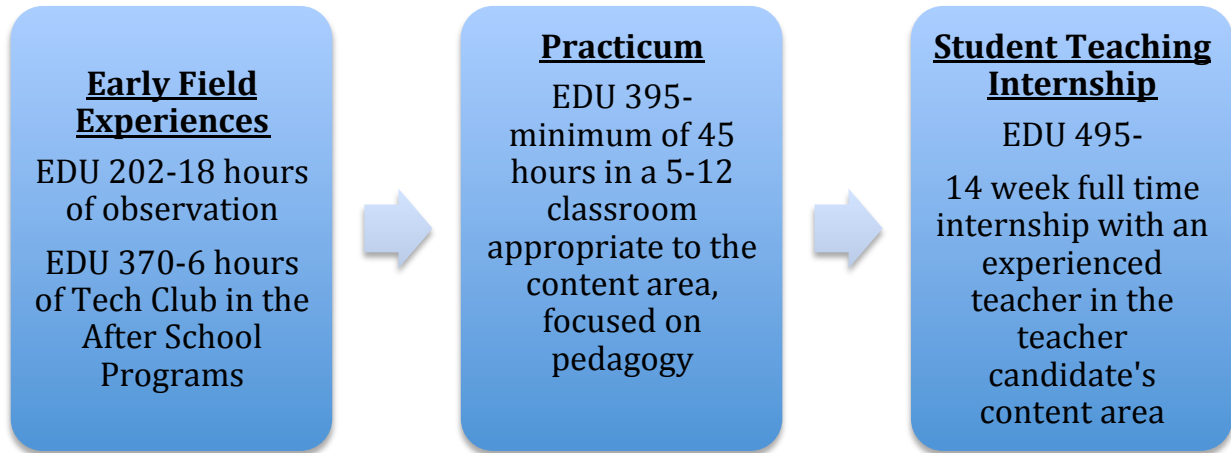 Early Field
Experiences
EDU 202-18 hours
of observation
EDU 370-6 hours
of Tech Club in the
After School
Programs
Practicum
EDU 395-
minimum of 45
hours in a 5-12
classroom
appropriate to the
content area,
focused on
pedagogy
Student Teaching
Internship
EDU 495-
14 week full time
internship with an
experienced
teacher in the
teacher
candidate's
content area